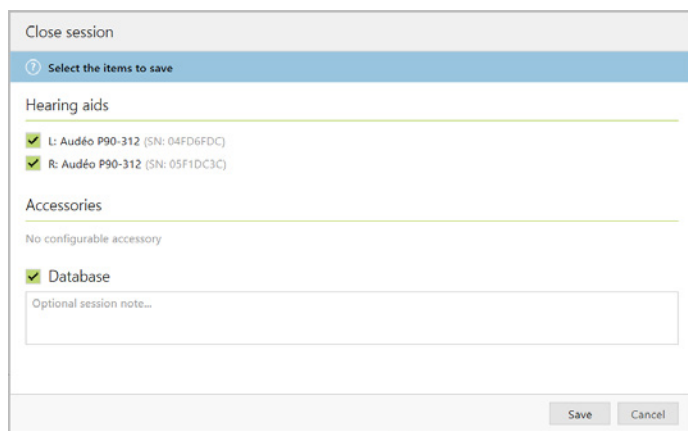 Close session
? Select the items to save
Hearing aids
L: Audéo P90-312 (SN: 04FD6FDC)
R: Audéo P90-312 (SN: 05F1DC3C)
Accessories
No configurable accessory
Database
Optional session note...
Save Cancel